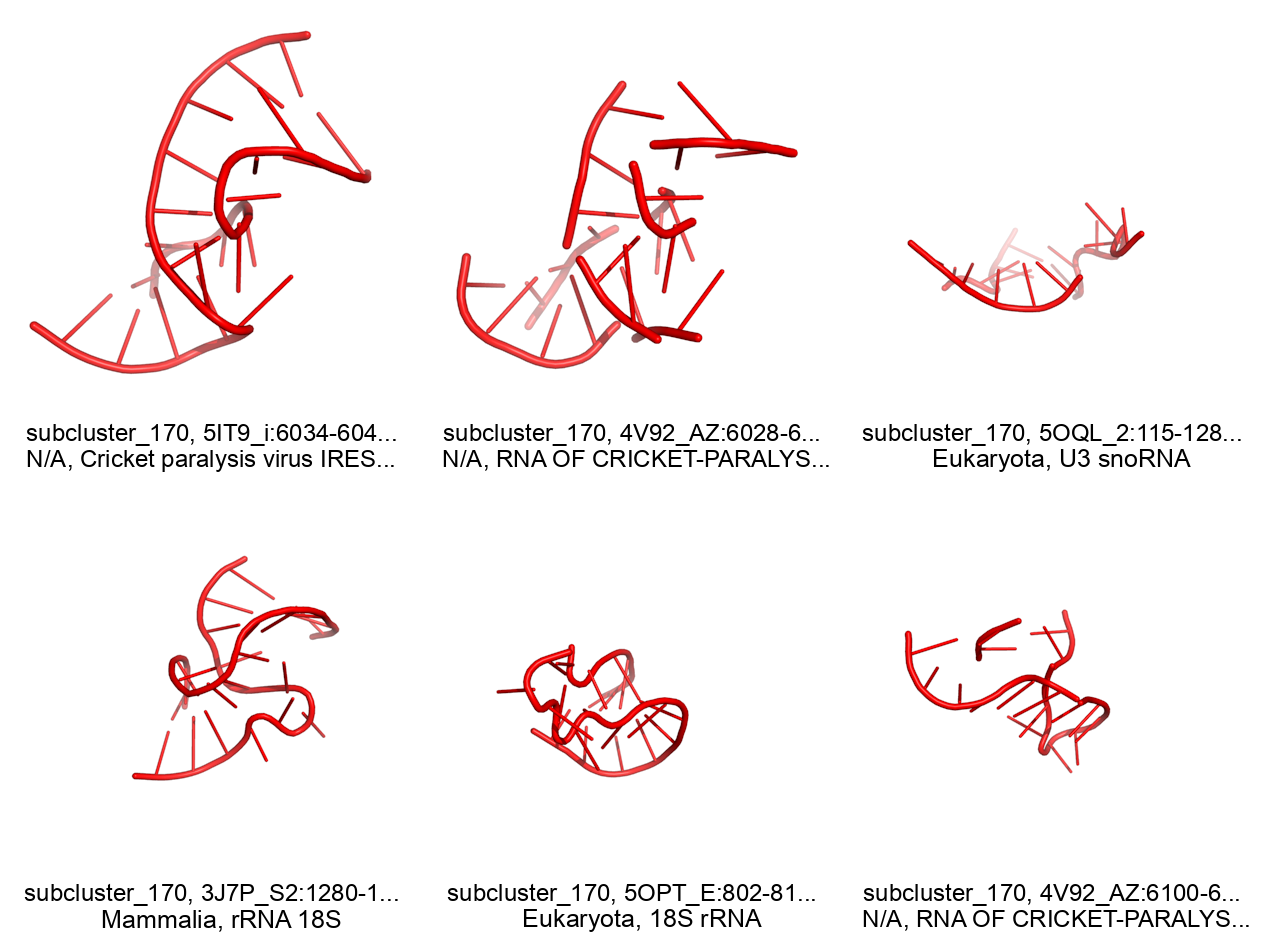 subcluster_170, 5IT9_i:6034-604...
N/A, Cricket paralysis virus IRES...
subcluster_170, 4V92_AZ:6028-6...
N/A, RNA OF CRICKET-PARALYS...
subcluster_170, 5OQL_2:115-128...
Eukaryota, U3 snoRNA
subcluster_170, 3J7P_S2:1280-1...
Mammalia, rRNA 18S
subcluster_170, 5OPT_E:802-81...
Eukaryota, 18S rRNA
subcluster_170, 4V92_AZ:6100-6...
N/A, RNA OF CRICKET-PARALYS...